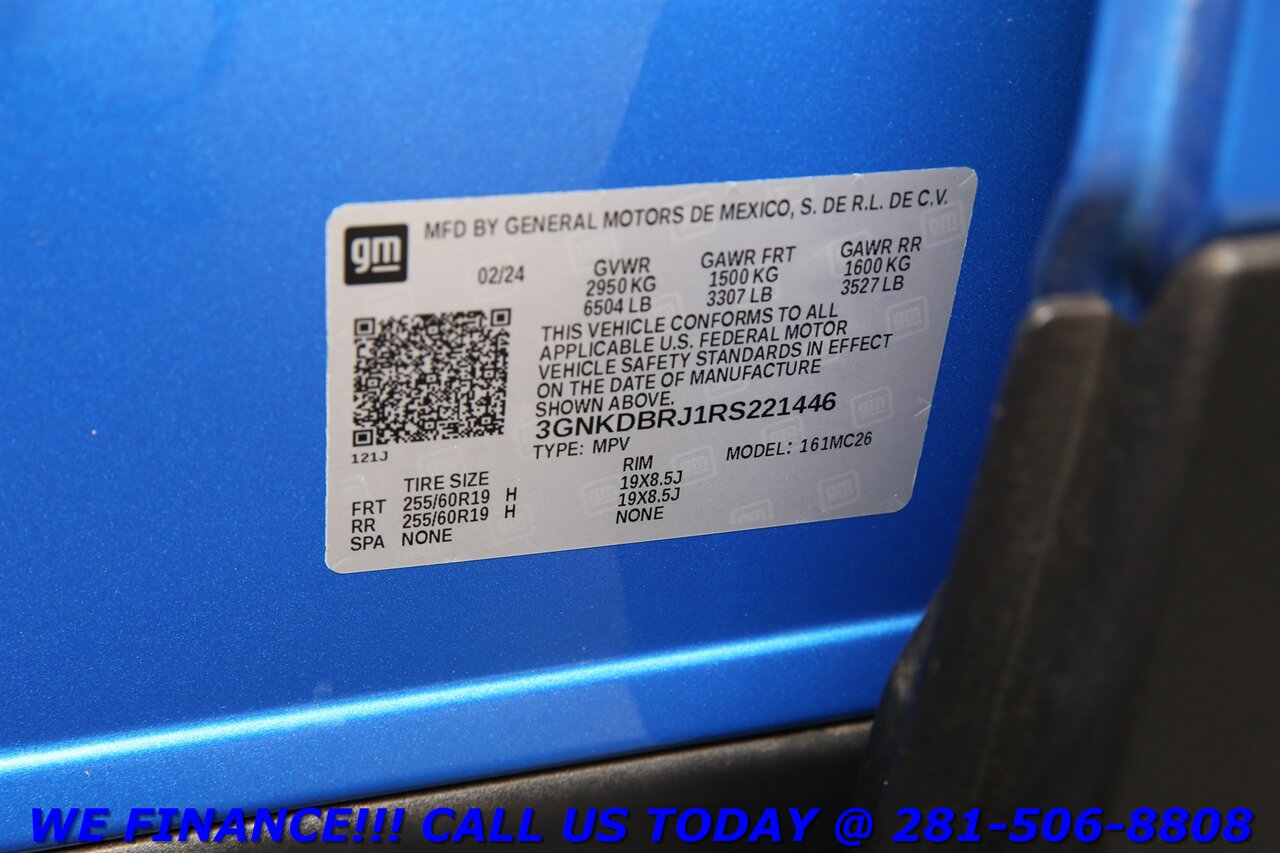 gm
MFD BY GENERAL MOTORS DE MEXICO, S. DE R.L. DE C.V.
02/24
GVWR
2950 KG
6504 LB
GAWR FRT
1500 KG
3307 LB
GAWR RR
1600 KG
3527 LB
THIS VEHICLE CONFORMS TO ALL
APPLICABLE U.S. FEDERAL MOTOR
VEHICLE SAFETY STANDARDS IN EFFECT
ON THE DATE OF MANUFACTURE
SHOWN ABOVE.
3GNKDBRJ1RS221446
TYPE: MPV
MODEL: 161MC26
121J
TIRE SIZE RIM
FRT 255/60R19 H 19X8.5J
RR 255/60R19 H 19X8.5J
SPA NONE NONE
WE FINANCE!!! CALL US TODAY @ 281-506-8808